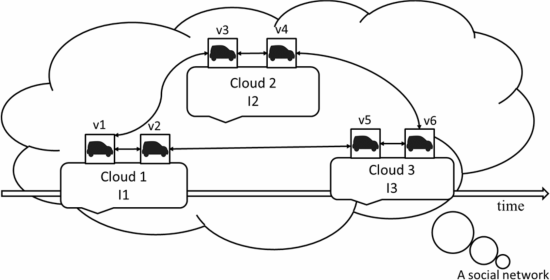 v3 v4
Cloud 2
I2
v1 v2
v5 v6
Cloud 1
I1
Cloud 3
I3
time
A social network